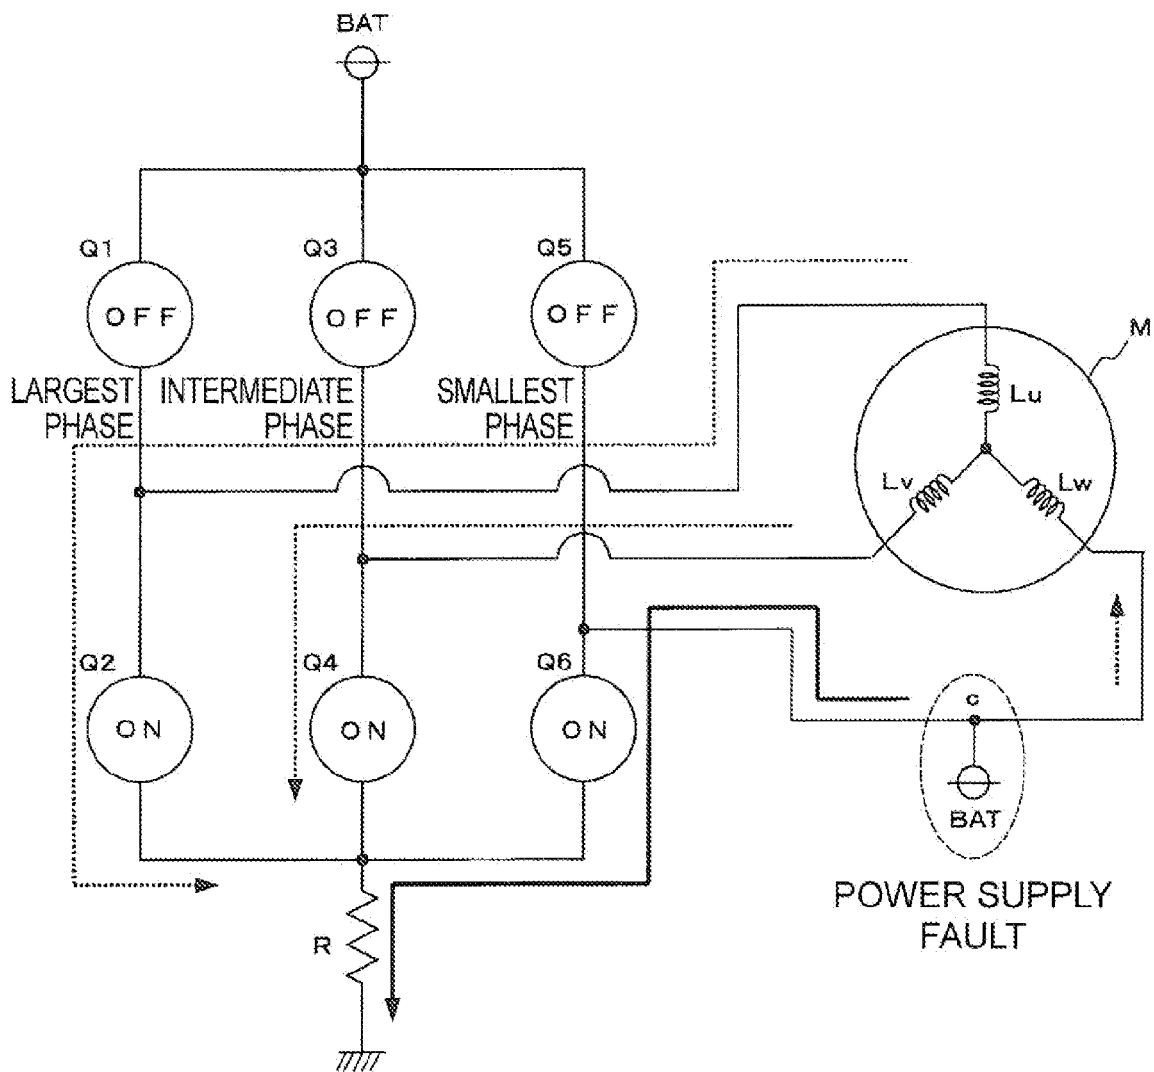 BAT
Q1
Q3
Q5
OFF
OFF
OFF
M
LARGEST
PHASE
INTERMEDIATE
PHASE
SMALLEST
PHASE
Lu
Lv
Lw
Q2
Q4
Q6
ON
ON
ON
c
BAT
POWER SUPPLY
FAULT
R